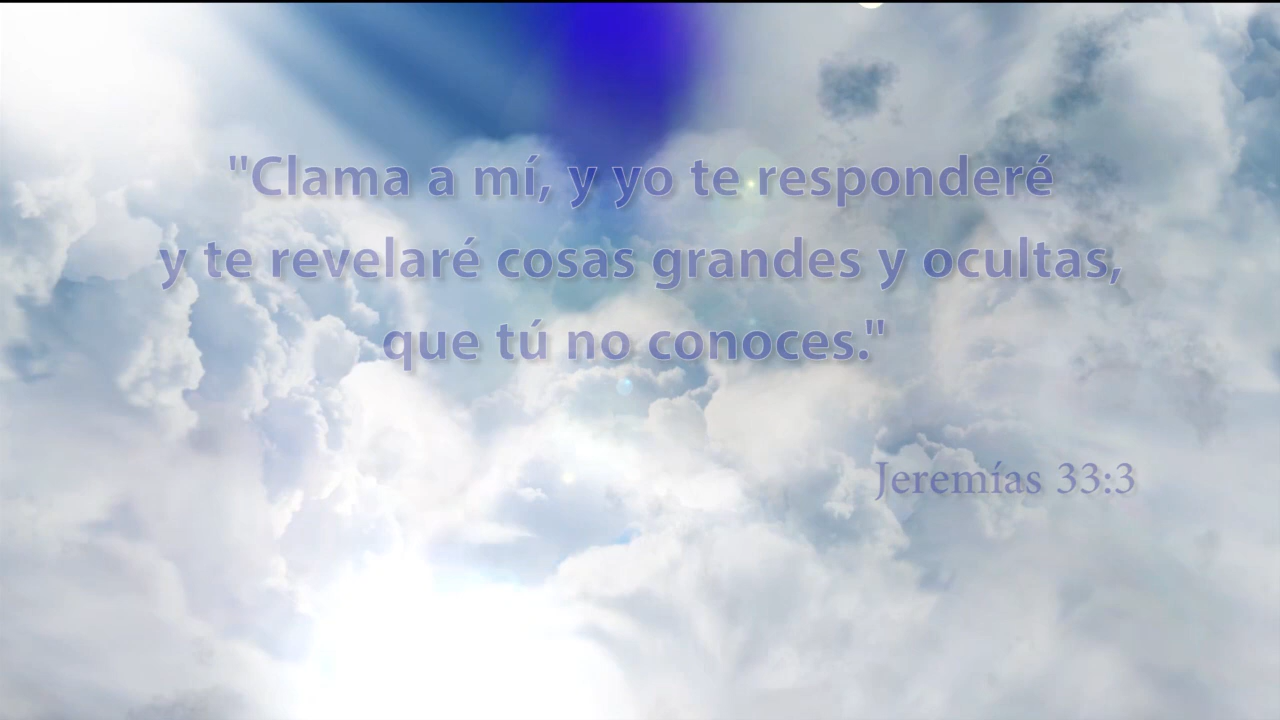 "Clama a mí, y yo te responderé
y te revelaré cosas grandes y ocultas,
que tú no conoces."
Jeremías 33:3